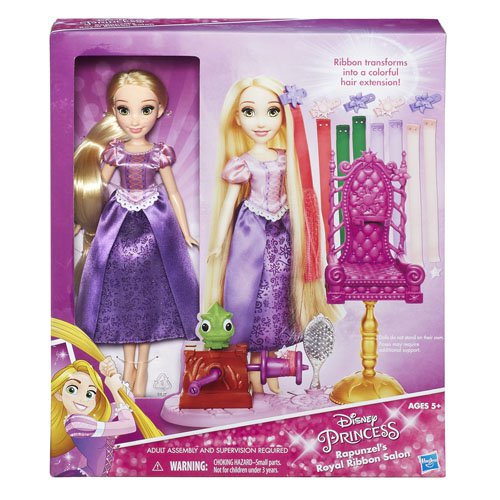 Ribbon transforms
into a colorful
hair extension!
Dolls do not stand on their own.
Poses may require
additional support.
Disney
PRINCESS
Rapunzel's
Royal Ribbon Salon
AGES 5+
ADULT ASSEMBLY AND SUPERVISION REQUIRED
WARNING: CHOKING HAZARD–Small parts.
Not for children under 3 years.
Hasbro